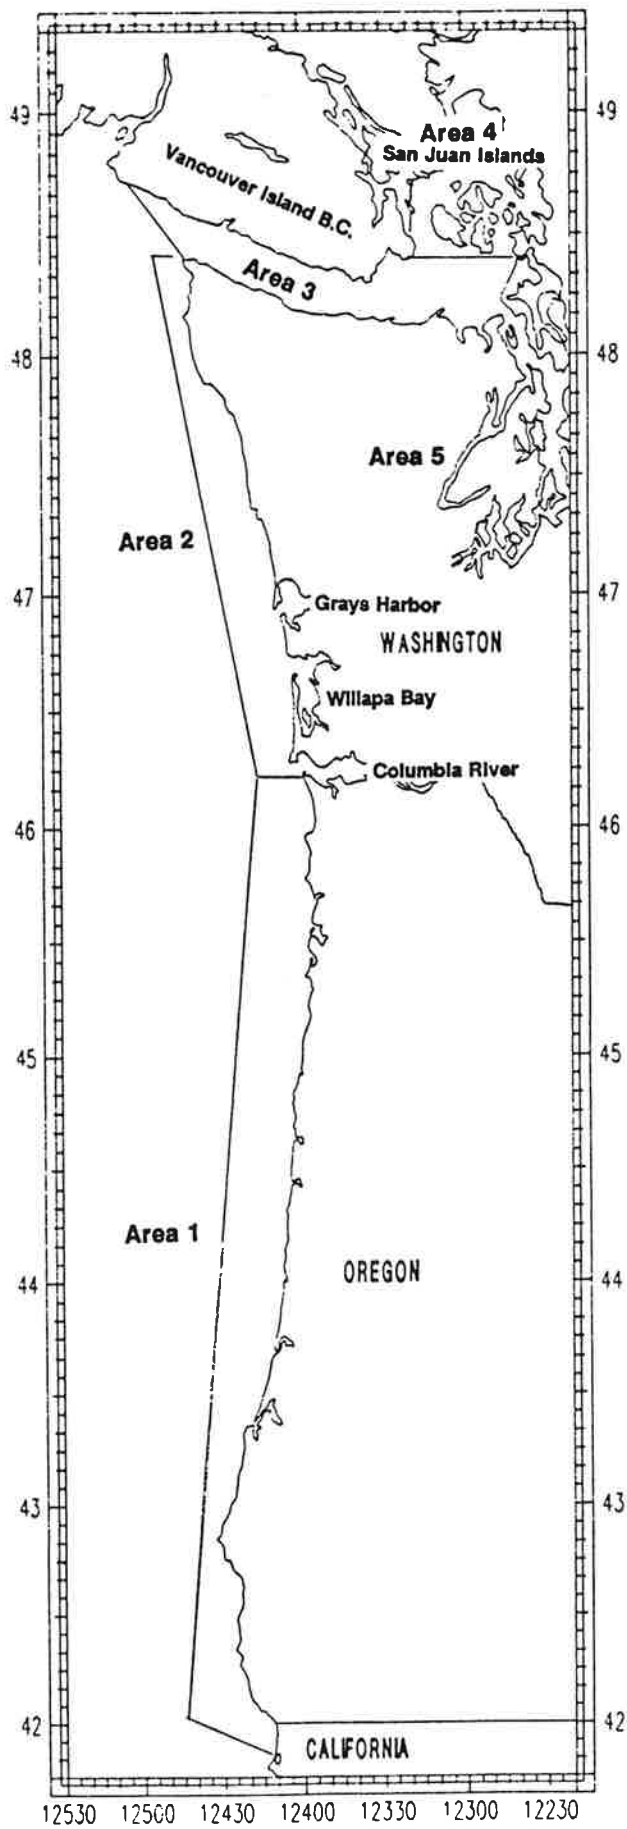 49
49
Area 4
San Juan Islands
Vancouver Island B.C.
Area 3
48
48
Area 5
Area 2
47
47
Grays Harbor
WASHINGTON
Willapa Bay
Columbia River
46
46
45
45
Area 1
OREGON
44
44
43
43
42
42
CALIFORNIA
12530 12500 12430 12400 12330 12300 12230